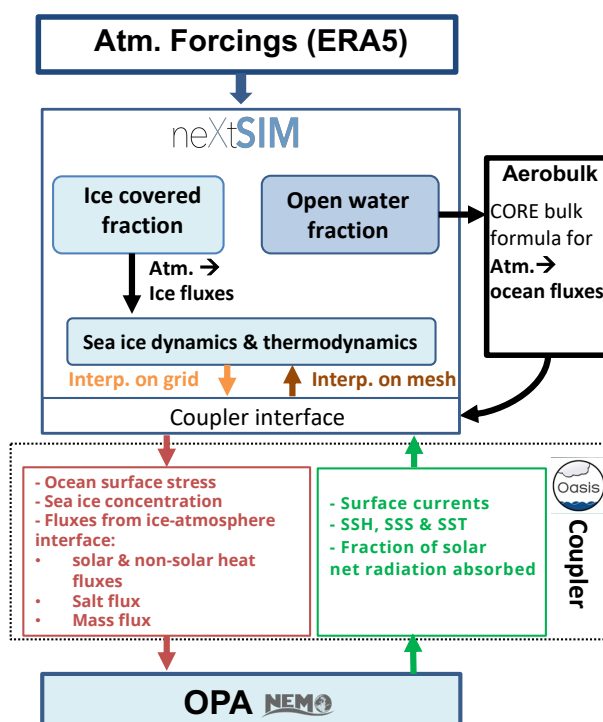 Atm. Forcings (ERA5)
neXtSIM
Ice covered
fraction
Open water
fraction
Aerobulk
CORE bulk
formula for
Atm.→
ocean fluxes
Atm. →
Ice fluxes
Sea ice dynamics & thermodynamics
Interp. on grid
Interp. on mesh
Coupler interface
- Ocean surface stress
- Sea ice concentration
- Fluxes from ice-atmosphere
interface:
• solar & non-solar heat
fluxes
• Salt flux
• Mass flux
- Surface currents
- SSH, SSS & SST
- Fraction of solar
net radiation absorbed
Oasis
Coupler
OPA NEMO